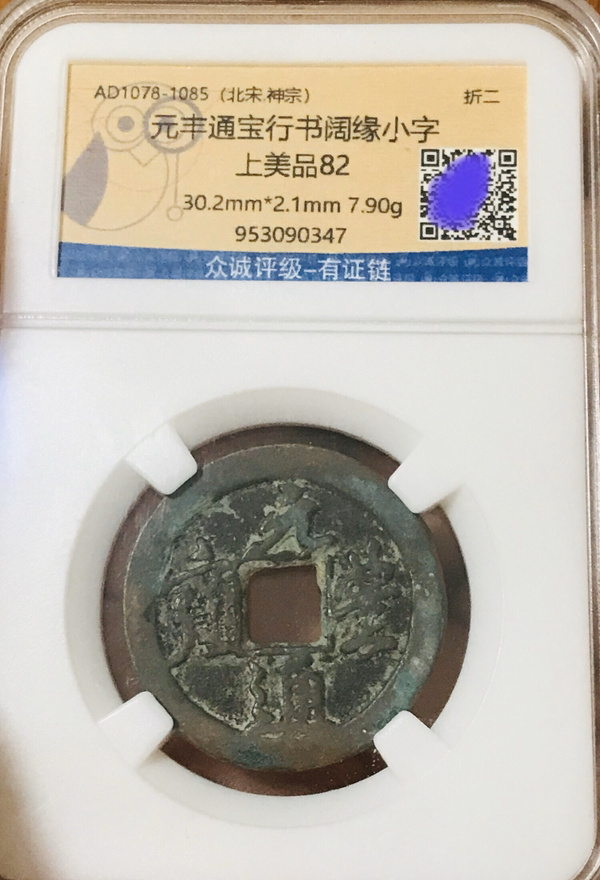 AD1078-1085（北宋.神宗） 折二
元丰通宝行书阔缘小字
上美品82
30.2mm*2.1mm 7.90g
953090347
众诚评级-有证链
元豐通寶